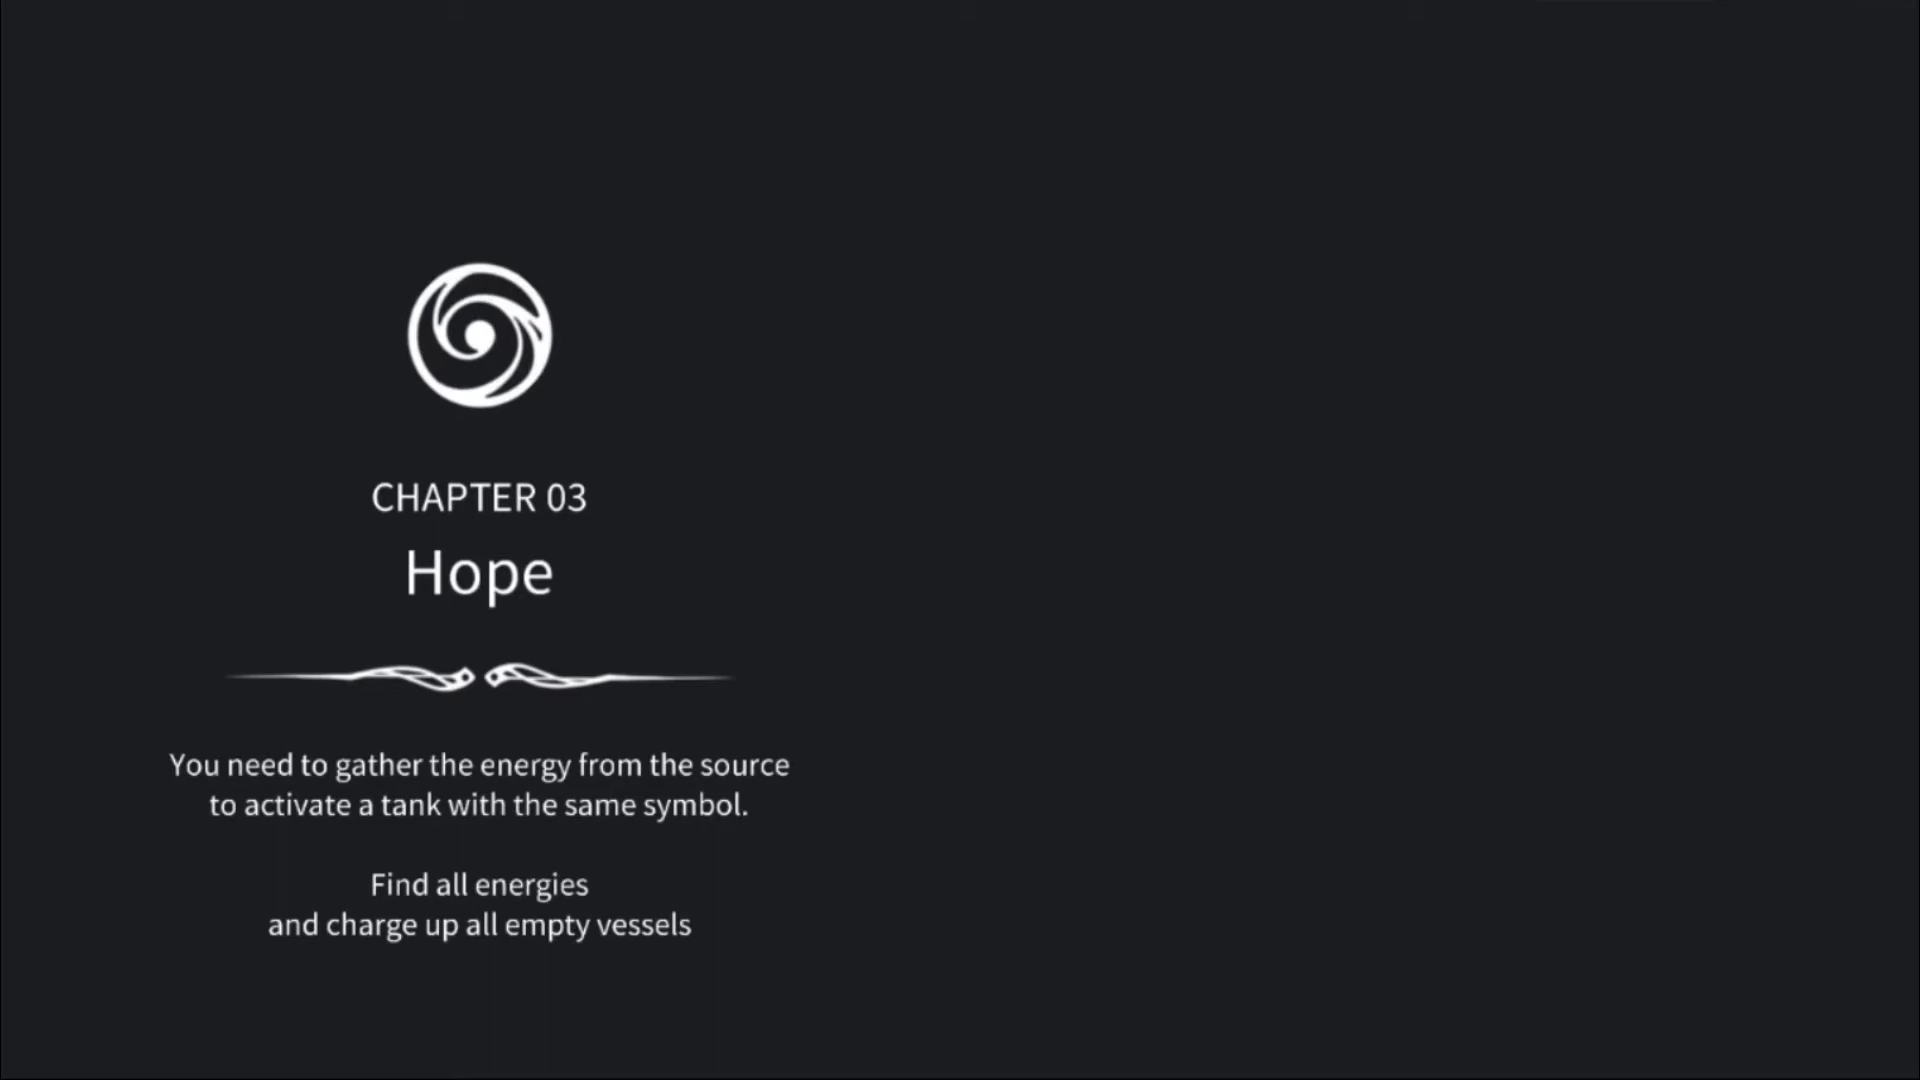 CHAPTER 03
Hope
You need to gather the energy from the source
to activate a tank with the same symbol.
Find all energies
and charge up all empty vessels